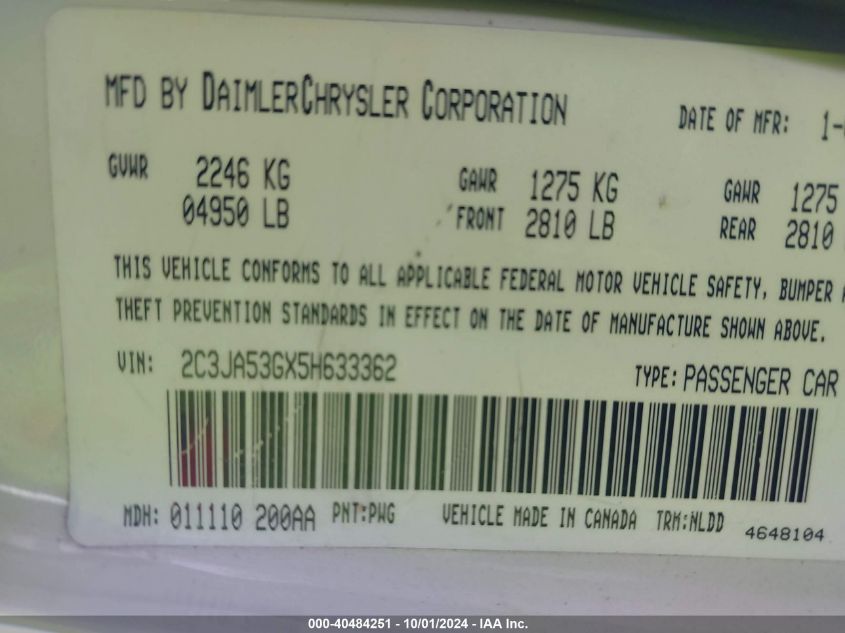 MFD BY DAIMLERCHRYSLER CORPORATION DATE OF MFR: 1-
GVWR 2246 KG GAWR 1275 KG GAWR 1275
04950 LB FRONT 2810 LB REAR 2810
THIS VEHICLE CONFORMS TO ALL APPLICABLE FEDERAL MOTOR VEHICLE SAFETY, BUMPER
THEFT PREVENTION STANDARDS IN EFFECT ON THE DATE OF MANUFACTURE SHOWN ABOVE.
VIN: 2C3JA53GX5H633362 TYPE: PASSENGER CAR
MDH: 011110 200AA PNT:PWG VEHICLE MADE IN CANADA TRM:NLDD 4648104
000-40484251 - 10/01/2024 - IAA Inc.